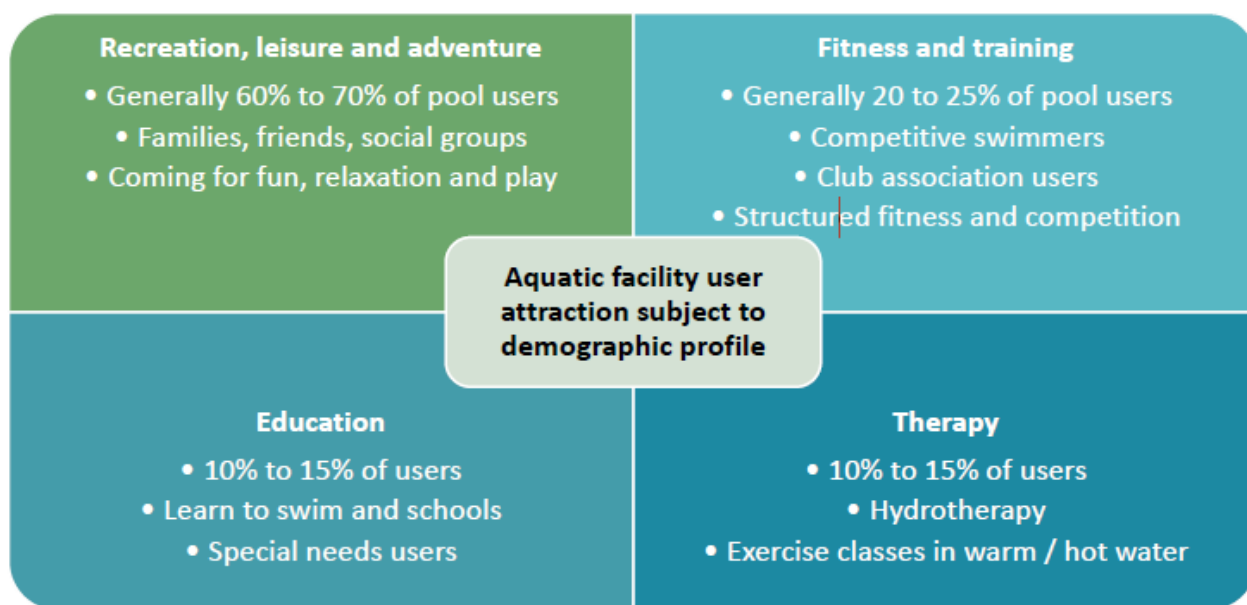 Recreation, leisure and adventure
• Generally 60% to 70% of pool users
• Families, friends, social groups
• Coming for fun, relaxation and play
Fitness and training
• Generally 20 to 25% of pool users
• Competitive swimmers
• Club association users
• Structured fitness and competition
Aquatic facility user
attraction subject to
demographic profile
Education
• 10% to 15% of users
• Learn to swim and schools
• Special needs users
Therapy
• 10% to 15% of users
• Hydrotherapy
• Exercise classes in warm / hot water